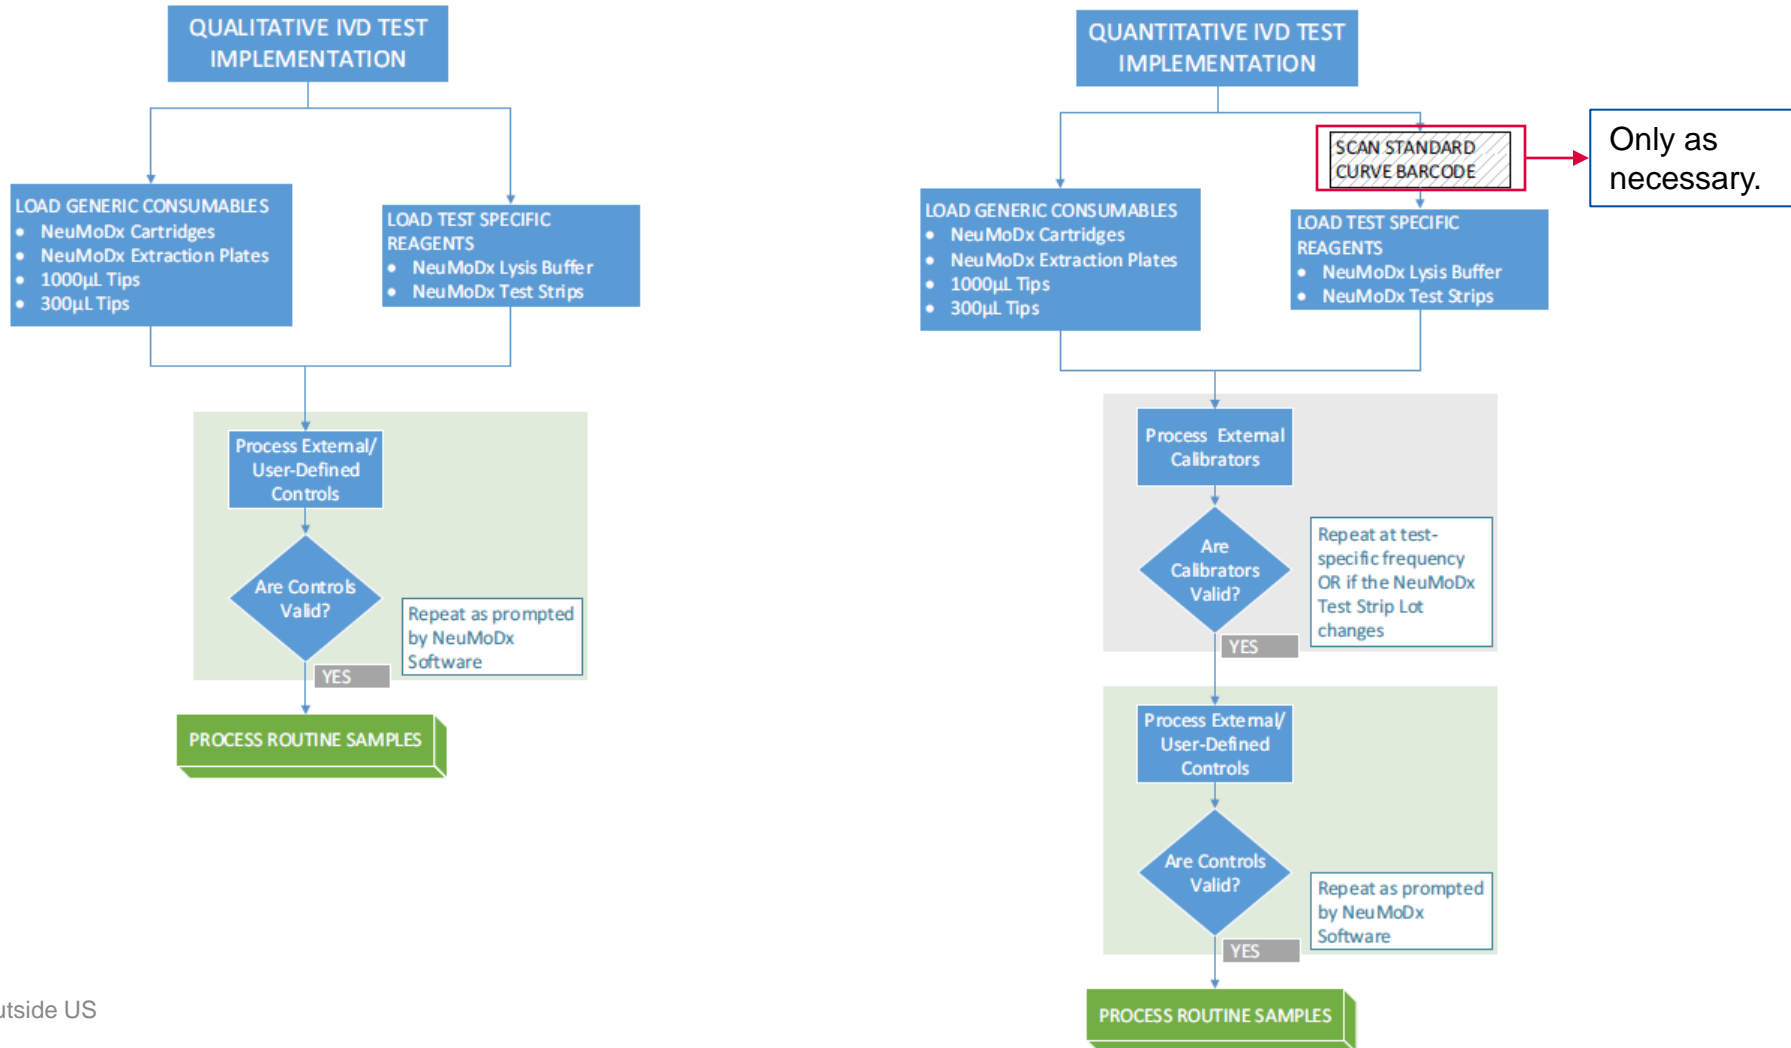 QUALITATIVE IVD TEST
IMPLEMENTATION
LOAD GENERIC CONSUMABLES
• NeuMoDx Cartridges
• NeuMoDx Extraction Plates
• 1000µL Tips
• 300µL Tips
LOAD TEST SPECIFIC
REAGENTS
• NeuMoDx Lysis Buffer
• NeuMoDx Test Strips
Process External/
User-Defined
Controls
Are Controls
Valid?
Repeat as prompted
by NeuMoDx
Software
YES
PROCESS ROUTINE SAMPLES
QUANTITATIVE IVD TEST
IMPLEMENTATION
SCAN STANDARD
CURVE BARCODE
Only as
necessary.
LOAD GENERIC CONSUMABLES
• NeuMoDx Cartridges
• NeuMoDx Extraction Plates
• 1000µL Tips
• 300µL Tips
LOAD TEST SPECIFIC
REAGENTS
• NeuMoDx Lysis Buffer
• NeuMoDx Test Strips
Process External
Calibrators
Are
Calibrators
Valid?
Repeat at test-
specific frequency
OR if the NeuMoDx
Test Strip Lot
changes
YES
Process External/
User-Defined
Controls
Are Controls
Valid?
Repeat as prompted
by NeuMoDx
Software
YES
PROCESS ROUTINE SAMPLES
US